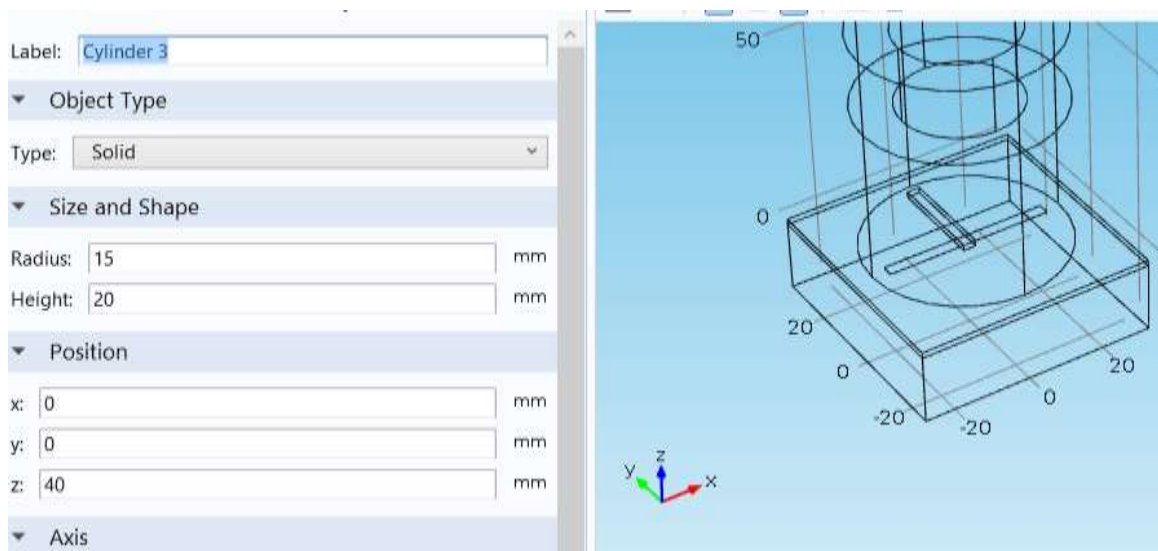 Label: Cylinder 3
Object Type
Type: Solid
Size and Shape
Radius: 15 mm
Height: 20 mm
Position
x: 0 mm
y: 0 mm
z: 40 mm
Axis
50
0
20
0
-20
-20
0
20
y z x